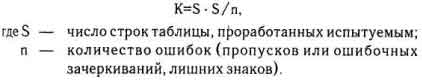 K=S · S/n,
где S — число строк таблицы, проработанных испытуемым;
n — количество ошибок (пропусков или ошибочных
зачеркиваний, лишних знаков).